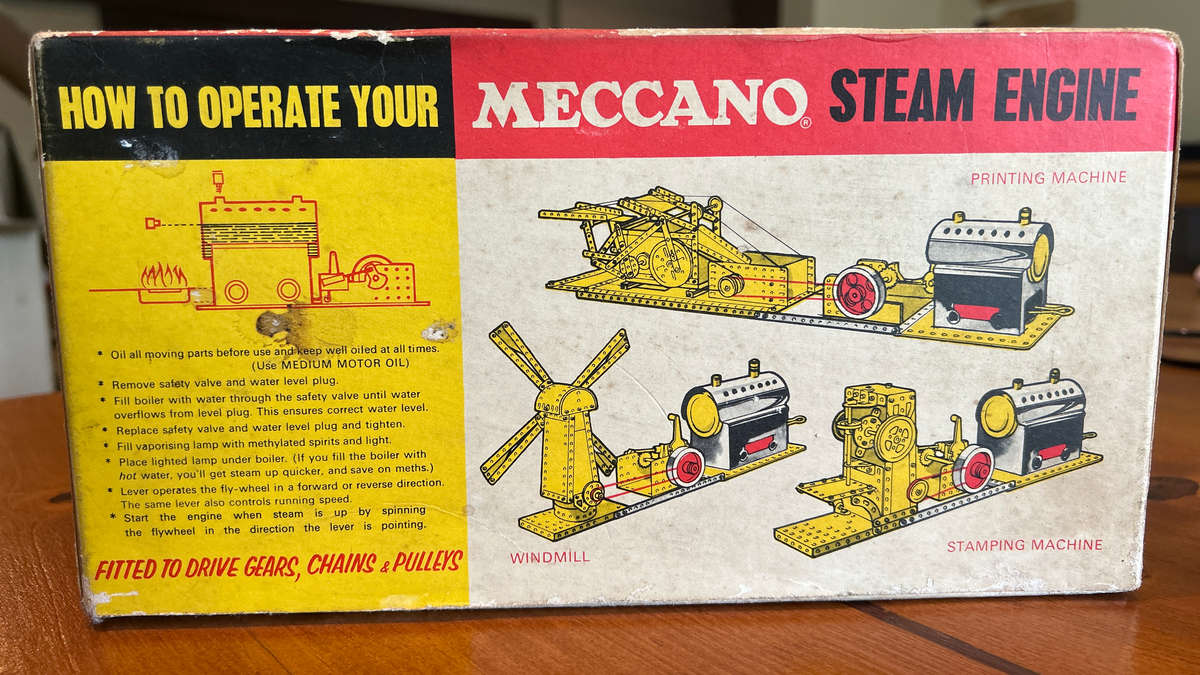 HOW TO OPERATE YOUR MECCANO® STEAM ENGINE
* Oil all moving parts before use and keep well oiled at all times.
(Use MEDIUM MOTOR OIL)
* Remove safety valve and water level plug.
* Fill boiler with water through the safety valve until water
overflows from level plug. This ensures correct water level.
* Replace safety valve and water level plug and tighten.
* Fill vaporising lamp with methylated spirits and light.
* Place lighted lamp under boiler. (If you fill the boiler with
hot water, you'll get steam up quicker, and save on meths.)
* Lever operates the fly-wheel in a forward or reverse direction.
The same lever also controls running speed.
* Start the engine when steam is up by spinning
the flywheel in the direction the lever is pointing.
FITTED TO DRIVE GEARS, CHAINS & PULLEYS
PRINTING MACHINE
WINDMILL
STAMPING MACHINE